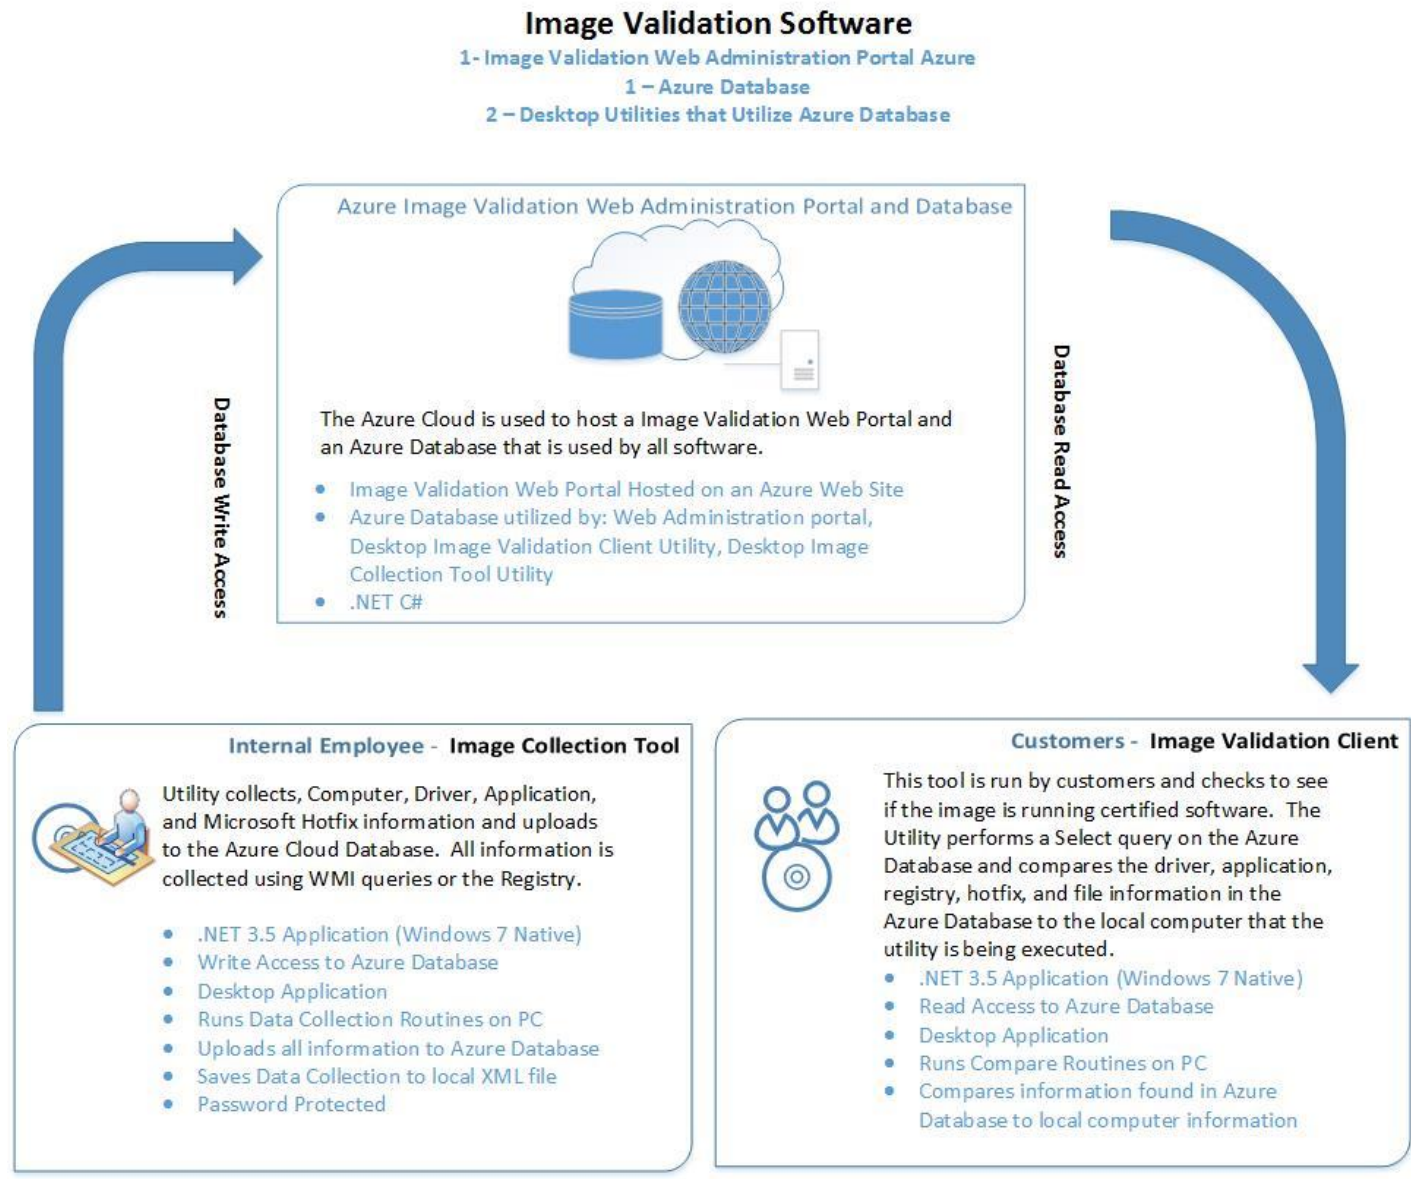 Image Validation Software
1- Image Validation Web Administration Portal Azure
1 – Azure Database
2 – Desktop Utilities that Utilize Azure Database
Azure Image Validation Web Administration Portal and Database
The Azure Cloud is used to host a Image Validation Web Portal and
an Azure Database that is used by all software.
• Image Validation Web Portal Hosted on an Azure Web Site
• Azure Database utilized by: Web Administration portal,
Desktop Image Validation Client Utility, Desktop Image
Collection Tool Utility
• .NET C#
Database Write Access
Database Read Access
Internal Employee - Image Collection Tool
Utility collects, Computer, Driver, Application,
and Microsoft Hotfix information and uploads
to the Azure Cloud Database. All information is
collected using WMI queries or the Registry.
• .NET 3.5 Application (Windows 7 Native)
• Write Access to Azure Database
• Desktop Application
• Runs Data Collection Routines on PC
• Uploads all information to Azure Database
• Saves Data Collection to local XML file
• Password Protected
Customers - Image Validation Client
This tool is run by customers and checks to see
if the image is running certified software. The
Utility performs a Select query on the Azure
Database and compares the driver, application,
registry, hotfix, and file information in the
Azure Database to the local computer that the
utility is being executed.
• .NET 3.5 Application (Windows 7 Native)
• Read Access to Azure Database
• Desktop Application
• Runs Compare Routines on PC
• Compares information found in Azure
Database to local computer information